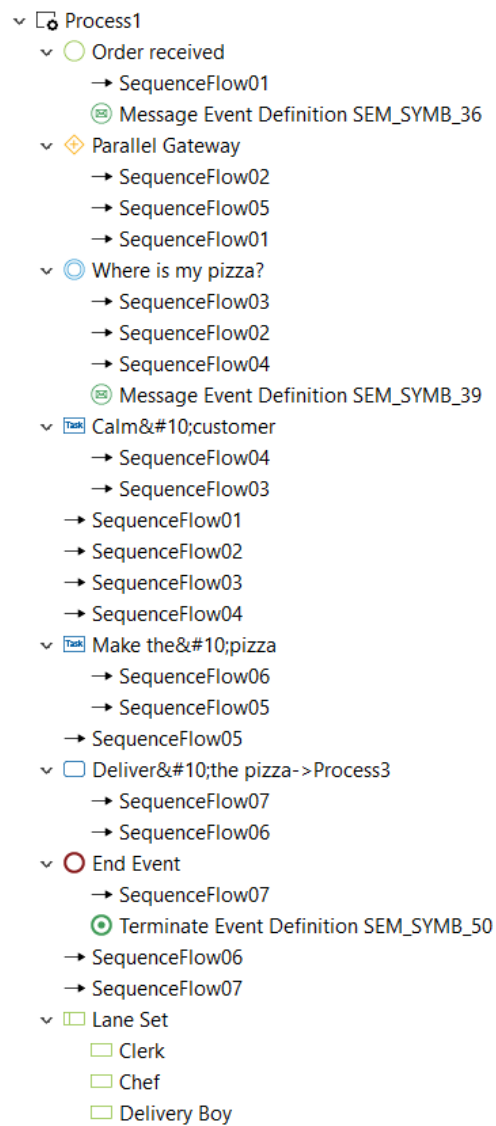 Process1
Order received
SequenceFlow01
Message Event Definition SEM_SYMB_36
Parallel Gateway
SequenceFlow02
SequenceFlow05
SequenceFlow01
Where is my pizza?
SequenceFlow03
SequenceFlow02
SequenceFlow04
Message Event Definition SEM_SYMB_39
Task Calm&#10;customer
SequenceFlow04
SequenceFlow03
SequenceFlow01
SequenceFlow02
SequenceFlow03
SequenceFlow04
Task Make the&#10;pizza
SequenceFlow06
SequenceFlow05
SequenceFlow05
Deliver&#10;the pizza->Process3
SequenceFlow07
SequenceFlow06
End Event
SequenceFlow07
Terminate Event Definition SEM_SYMB_50
SequenceFlow06
SequenceFlow07
Lane Set
Clerk
Chef
Delivery Boy